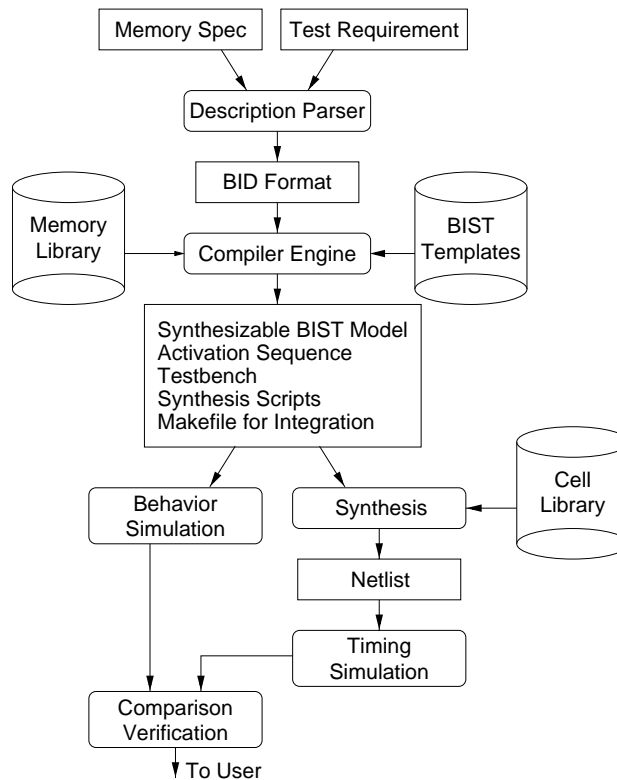 Memory Spec
Test Requirement
Description Parser
BID Format
Memory
Library
Compiler Engine
BIST
Templates
Synthesizable BIST Model
Activation Sequence
Testbench
Synthesis Scripts
Makefile for Integration
Behavior
Simulation
Synthesis
Cell
Library
Netlist
Timing
Simulation
Comparison
Verification
To User